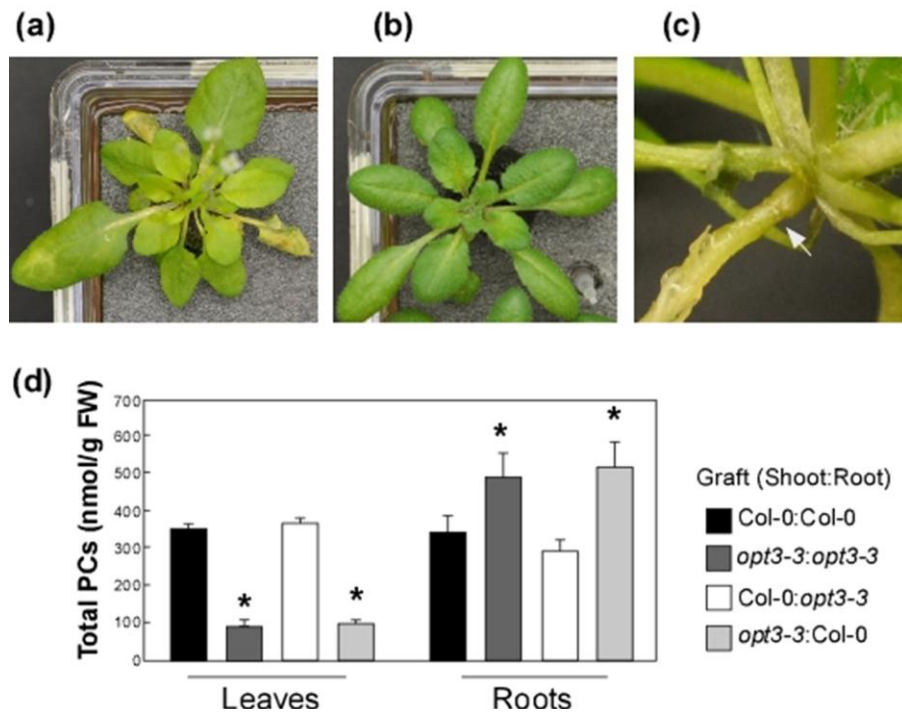 (a)
(b)
(c)
(d)
Total PCs (nmol/g FW)
700
600
500
400
300
200
100
0
*
*
*
*
Leaves
Roots
Graft (Shoot:Root)
Col-0:Col-0
opt3-3:opt3-3
Col-0:opt3-3
opt3-3:Col-0